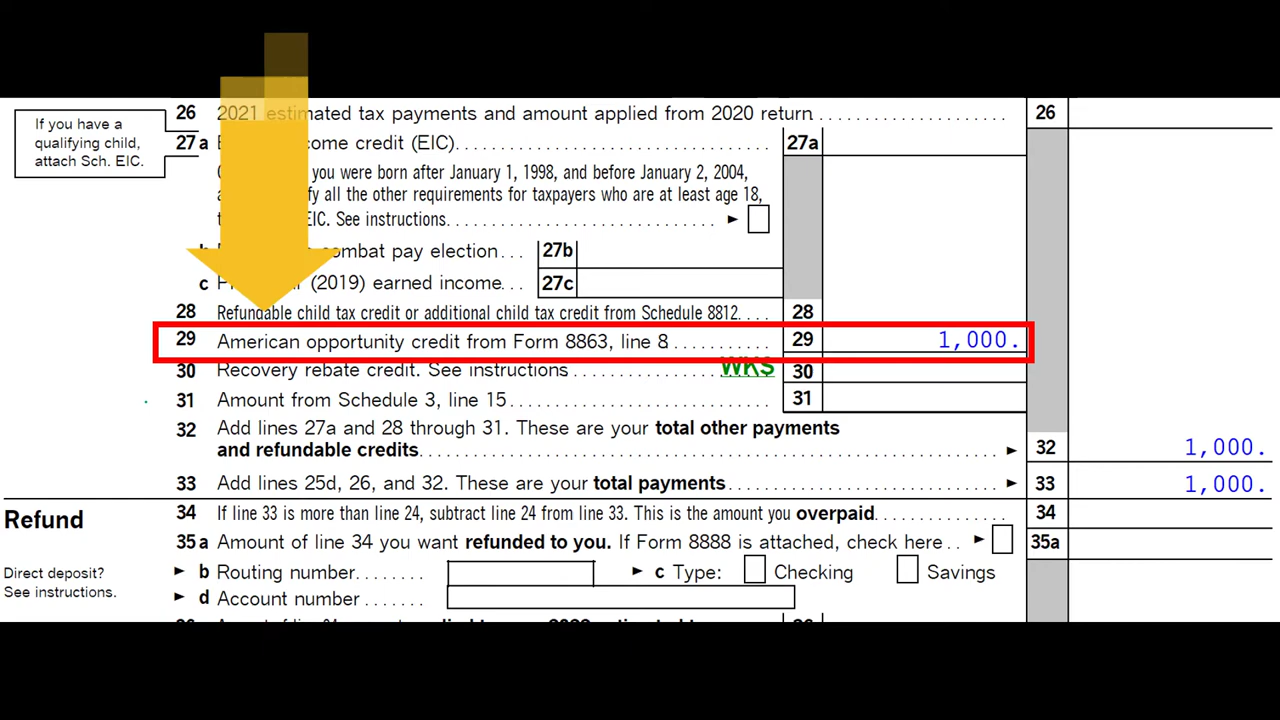 26 2021 estimated tax payments and amount applied from 2020 return 26
If you have a
qualifying child,
attach Sch. EIC.
27a come credit (EIC) 27a
you were born after January 1, 1998, and before January 2, 2004,
all the other requirements for taxpayers who are at least age 18,
EIC. See instructions. ►
combat pay election 27b
c (2019) earned income 27c
28 Refundable child tax credit or additional child tax credit from Schedule 8812 28
29 American opportunity credit from Form 8863, line 8 29 1,000.
30 Recovery rebate credit. See instructions WKS 30
31 Amount from Schedule 3, line 15 31
32 Add lines 27a and 28 through 31. These are your total other payments
and refundable credits ► 32 1,000.
33 Add lines 25d, 26, and 32. These are your total payments ► 33 1,000.
Refund 34 If line 33 is more than line 24, subtract line 24 from line 33. This is the amount you overpaid 34
35a Amount of line 34 you want refunded to you. If Form 8888 is attached, check here ► 35a
Direct deposit? ► b Routing number ► c Type: Checking Savings
See instructions. ► d Account number